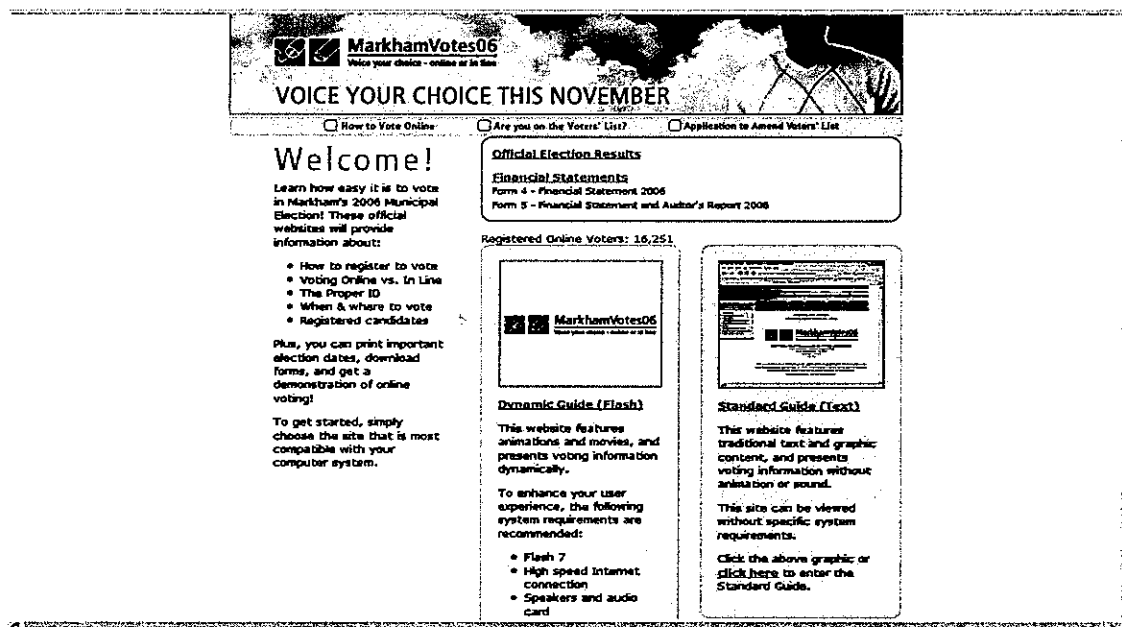 MarkhamVotes06
Voice your choice - online or in line
VOICE YOUR CHOICE THIS NOVEMBER
How to Vote Online
Are you on the Voters' List?
Application to Amend Voters' List
Welcome!
Learn how easy it is to vote
in Markham's 2006 Municipal
Election! These official
websites will provide
information about:
• How to register to vote
• Voting Online vs. In Line
• The Proper ID
• When & where to vote
• Registered candidates
Plus, you can print important
election dates, download
forms, and get a
demonstration of online
voting!
To get started, simply
choose the site that is most
compatible with your
computer system.
Official Election Results
Financial Statements
Form 4 - Financial Statement 2006
Form 5 - Financial Statement and Auditor's Report 2006
Registered Online Voters: 16,251
MarkhamVotes06
Voice your choice - online or in line
Dynamic Guide (Flash)
This website features
animations and movies, and
presents voting information
dynamically.
To enhance your user
experience, the following
system requirements are
recommended:
• Flash 7
• High speed Internet
connection
• Speakers and audio
card
MarkhamVotes06
Standard Guide (Text)
This website features
traditional text and graphic
content, and presents
voting information without
animation or sound.
This site can be viewed
without specific system
requirements.
Click the above graphic or
click here to enter the
Standard Guide.